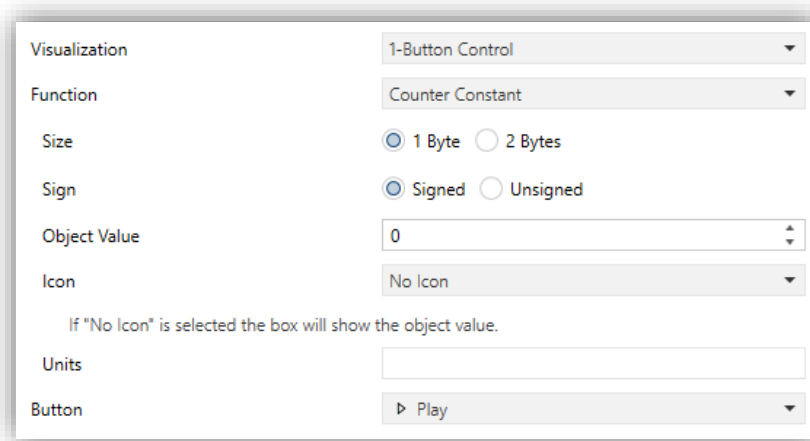 Visualization 1-Button Control
Function Counter Constant
Size 1 Byte 2 Bytes
Sign Signed Unsigned
Object Value 0
Icon No Icon
If "No Icon" is selected the box will show the object value.
Units
Button Play